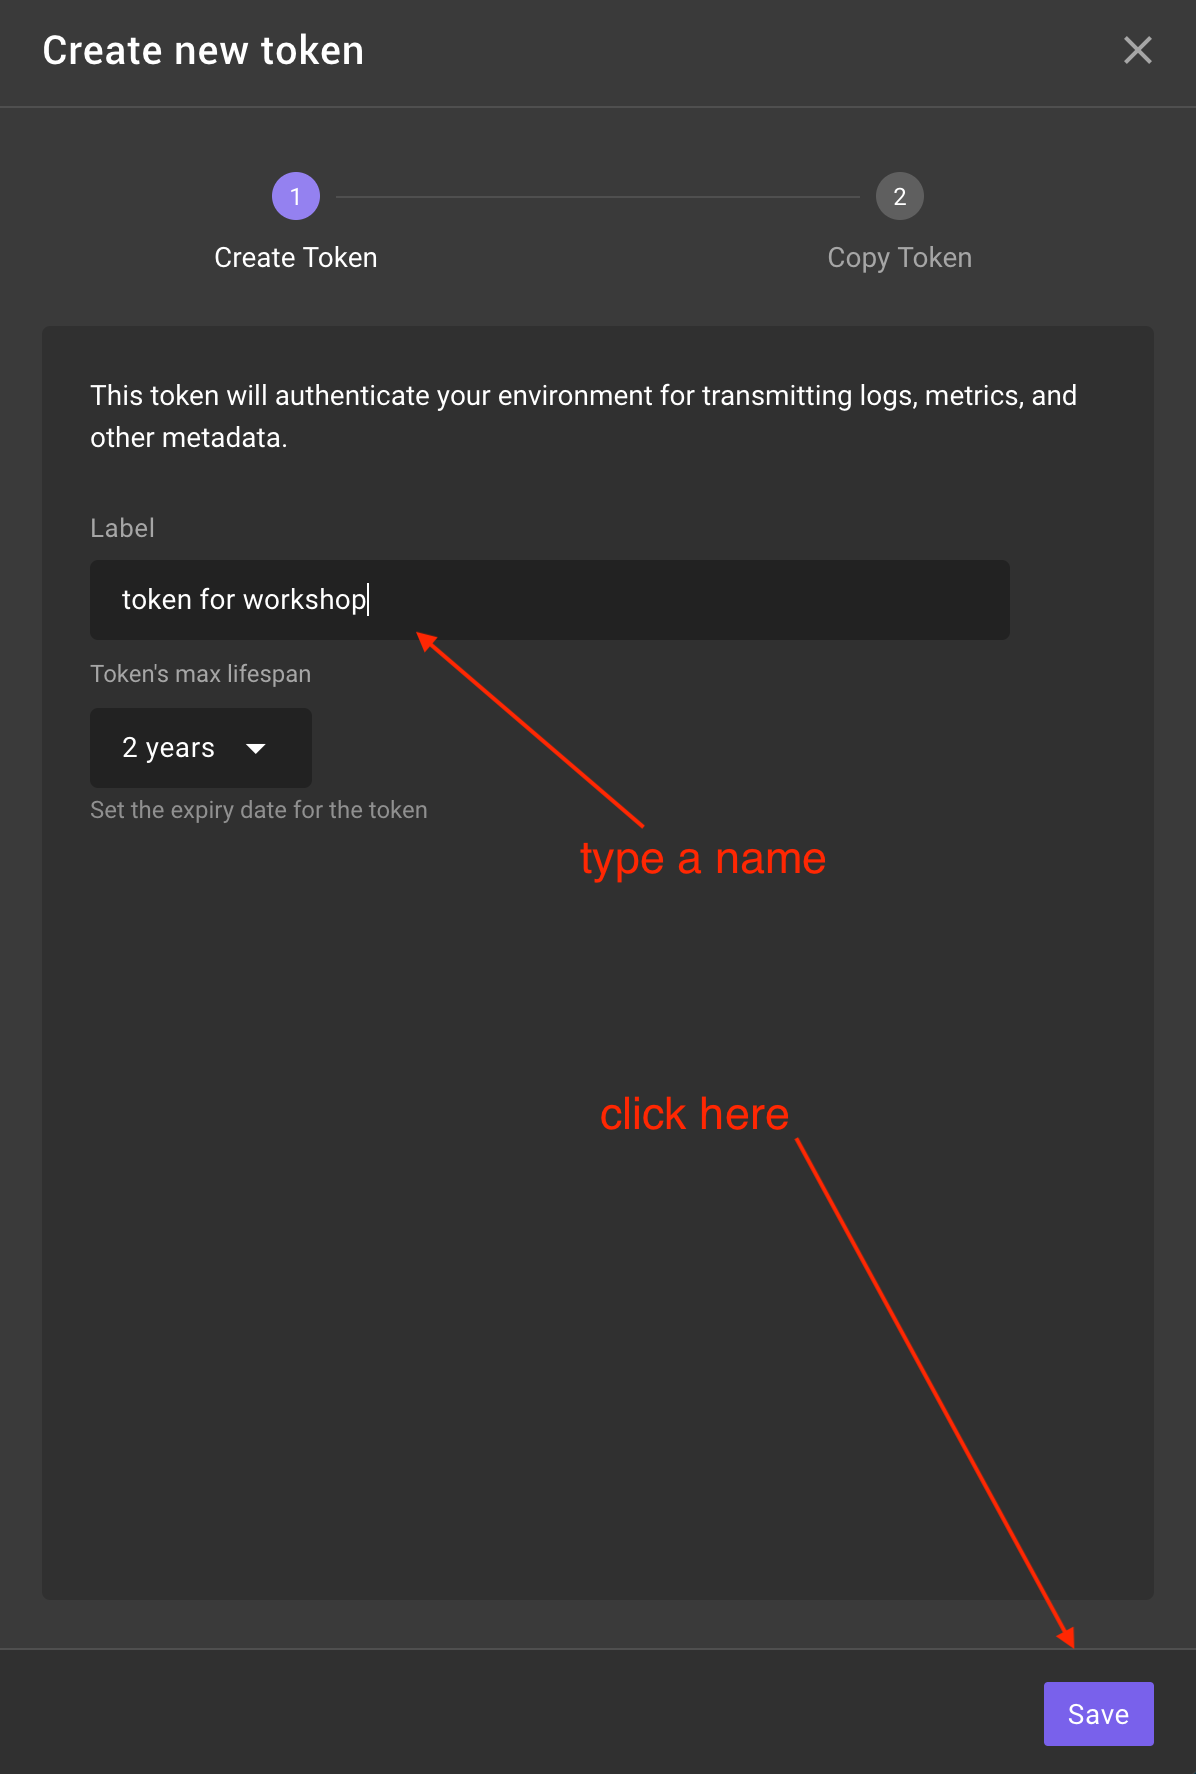 Create new token
1
2
Create Token
Copy Token
This token will authenticate your environment for transmitting logs, metrics, and
other metadata.
Label
token for workshop
Token's max lifespan
2 years
Set the expiry date for the token
type a name
click here
Save